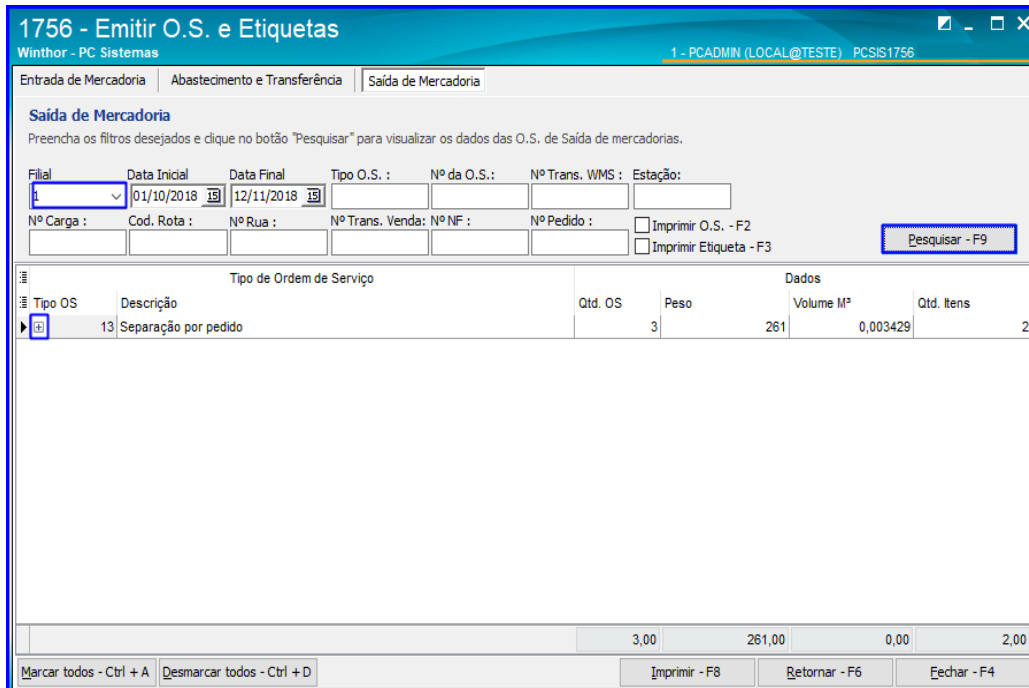 1756 - Emitir O.S. e Etiquetas
Winthor - PC Sistemas
1 - PCADMIN (LOCAL@TESTE) PCSIS1756
Entrada de Mercadoria Abastecimento e Transferência Saída de Mercadoria
Saída de Mercadoria
Preencha os filtros desejados e clique no botão "Pesquisar" para visualizar os dados das O.S. de Saída de mercadorias.
Filial Data Inicial Data Final Tipo O.S. : Nº da O.S.: Nº Trans. WMS : Estação:
1 01/10/2018 15 12/11/2018 15
Nº Carga : Cod. Rota : Nº Rua : Nº Trans. Venda: Nº NF : Nº Pedido : Imprimir O.S. - F2
Imprimir Etiqueta - F3 Pesquisar - F9
Tipo de Ordem de Serviço Dados
Tipo OS Descrição Qtd. OS Peso Volume M³ Qtd. Itens
13 Separação por pedido 3 261 0,003429 2
3,00 261,00 0,00 2,00
Marcar todos - Ctrl + A Desmarcar todos - Ctrl + D Imprimir - F8 Retornar - F6 Fechar - F4